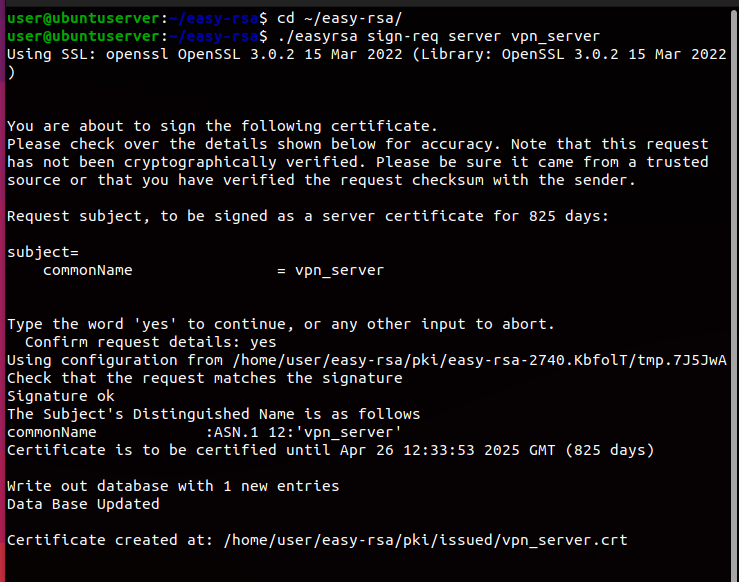 user@ubuntuserver:~/easy-rsa$ cd ~/easy-rsa/
user@ubuntuserver:~/easy-rsa$ ./easyrsa sign-req server vpn_server
Using SSL: openssl OpenSSL 3.0.2 15 Mar 2022 (Library: OpenSSL 3.0.2 15 Mar 2022
)
You are about to sign the following certificate.
Please check over the details shown below for accuracy. Note that this request
has not been cryptographically verified. Please be sure it came from a trusted
source or that you have verified the request checksum with the sender.
Request subject, to be signed as a server certificate for 825 days:
subject=
    commonName                = vpn_server
Type the word 'yes' to continue, or any other input to abort.
  Confirm request details: yes
Using configuration from /home/user/easy-rsa/pki/easy-rsa-2740.KbfolT/tmp.7J5JwA
Check that the request matches the signature
Signature ok
The Subject's Distinguished Name is as follows
commonName            :ASN.1 12:'vpn_server'
Certificate is to be certified until Apr 26 12:33:53 2025 GMT (825 days)
Write out database with 1 new entries
Data Base Updated
Certificate created at: /home/user/easy-rsa/pki/issued/vpn_server.crt